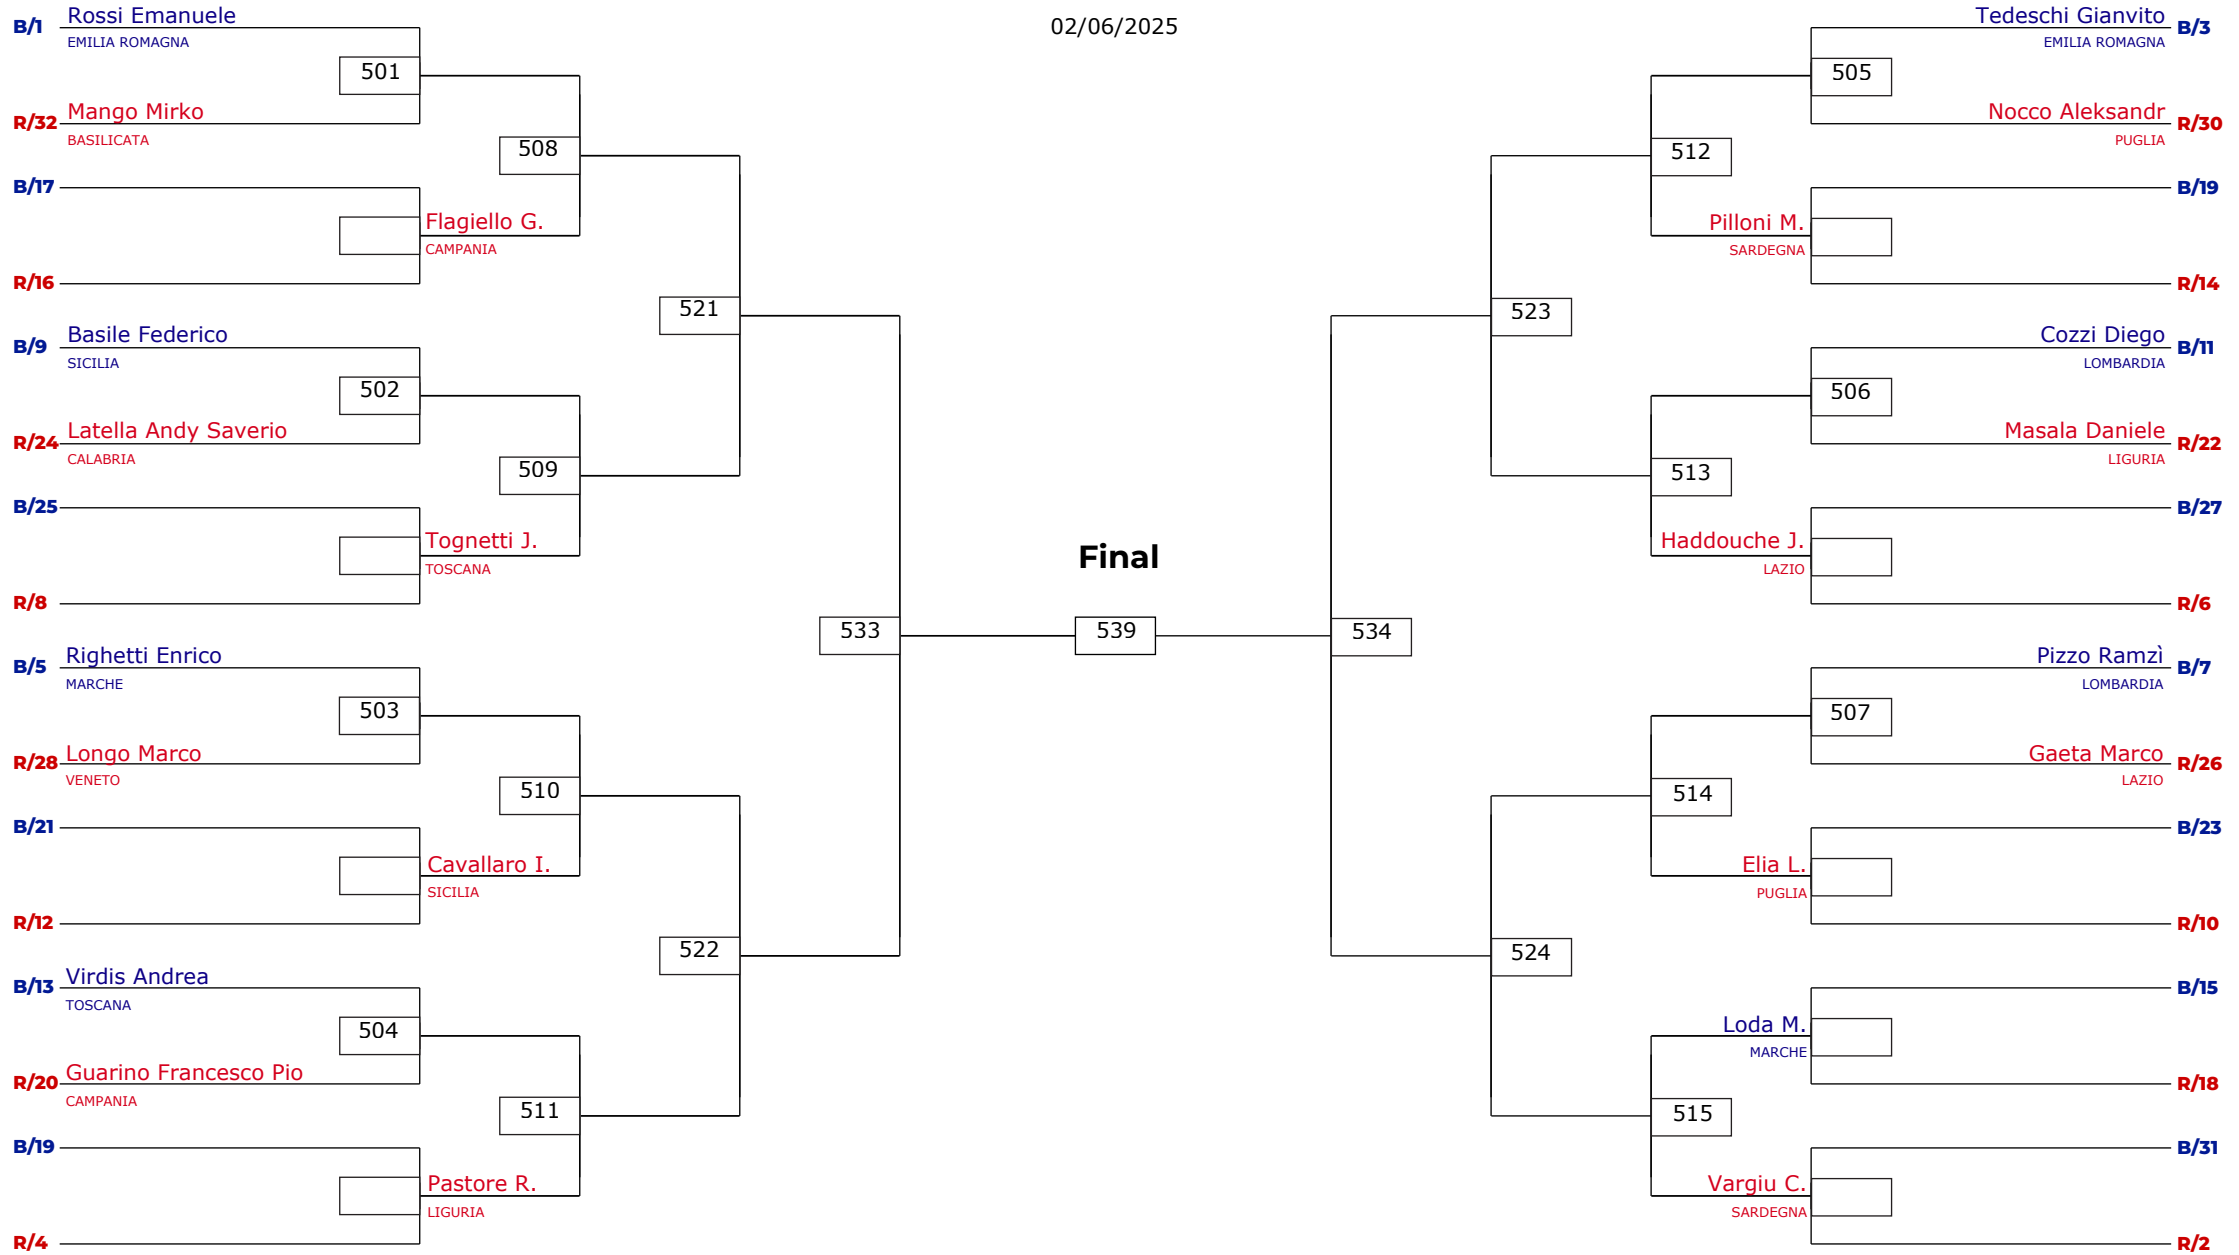 02/06/2025
B/1 Rossi Emanuele
EMILIA ROMAGNA
501
R/32 Mango Mirko
BASILICATA
508
B/17
Flagiello G.
CAMPANIA
R/16
521
B/9 Basile Federico
SICILIA
502
R/24 Latella Andy Saverio
CALABRIA
509
B/25
Tognetti J.
TOSCANA
R/8
533
B/5 Righetti Enrico
MARCHE
503
R/28 Longo Marco
VENETO
510
B/21
Cavallaro I.
SICILIA
R/12
522
B/13 Virdis Andrea
TOSCANA
504
R/20 Guarino Francesco Pio
CAMPANIA
511
B/19
Pastore R.
LIGURIA
R/4
Final
539
Tedeschi Gianvito B/3
EMILIA ROMAGNA
505
Nocco Aleksandr R/30
PUGLIA
512
B/19
Pilloni M.
SARDEGNA
R/14
523
Cozzi Diego B/11
LOMBARDIA
506
Masala Daniele R/22
LIGURIA
513
B/27
Haddouche J.
LAZIO
R/6
534
Pizzo Ramzì B/7
LOMBARDIA
507
Gaeta Marco R/26
LAZIO
514
B/23
Elia L.
PUGLIA
R/10
524
B/15
Loda M.
MARCHE
R/18
515
B/31
Vargiu C.
SARDEGNA
R/2